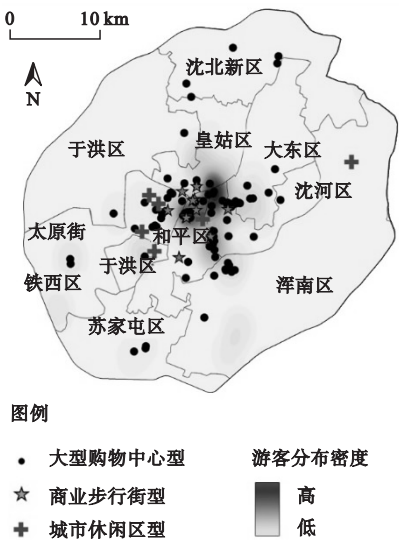 0 10 km
N
沈北新区
皇姑区
于洪区
大东区
沈河区
太原街
和平区
于洪区
铁西区
浑南区
苏家屯区
图例
大型购物中心型 游客分布密度
商业步行街型 高
城市休闲区型 低